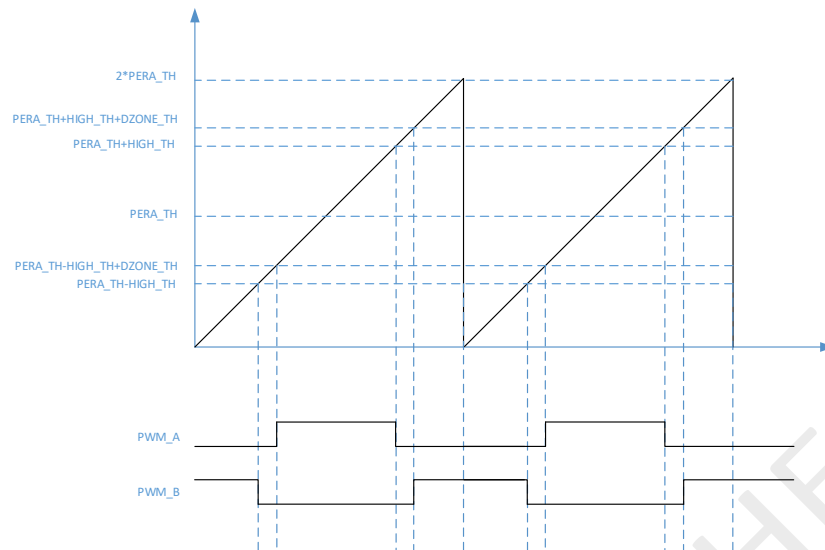 2*PERA_TH
PERA_TH+HIGH_TH+DZONE_TH
PERA_TH+HIGH_TH
PERA_TH
PERA_TH-HIGH_TH+DZONE_TH
PERA_TH-HIGH_TH
PWM_A
PWM_B